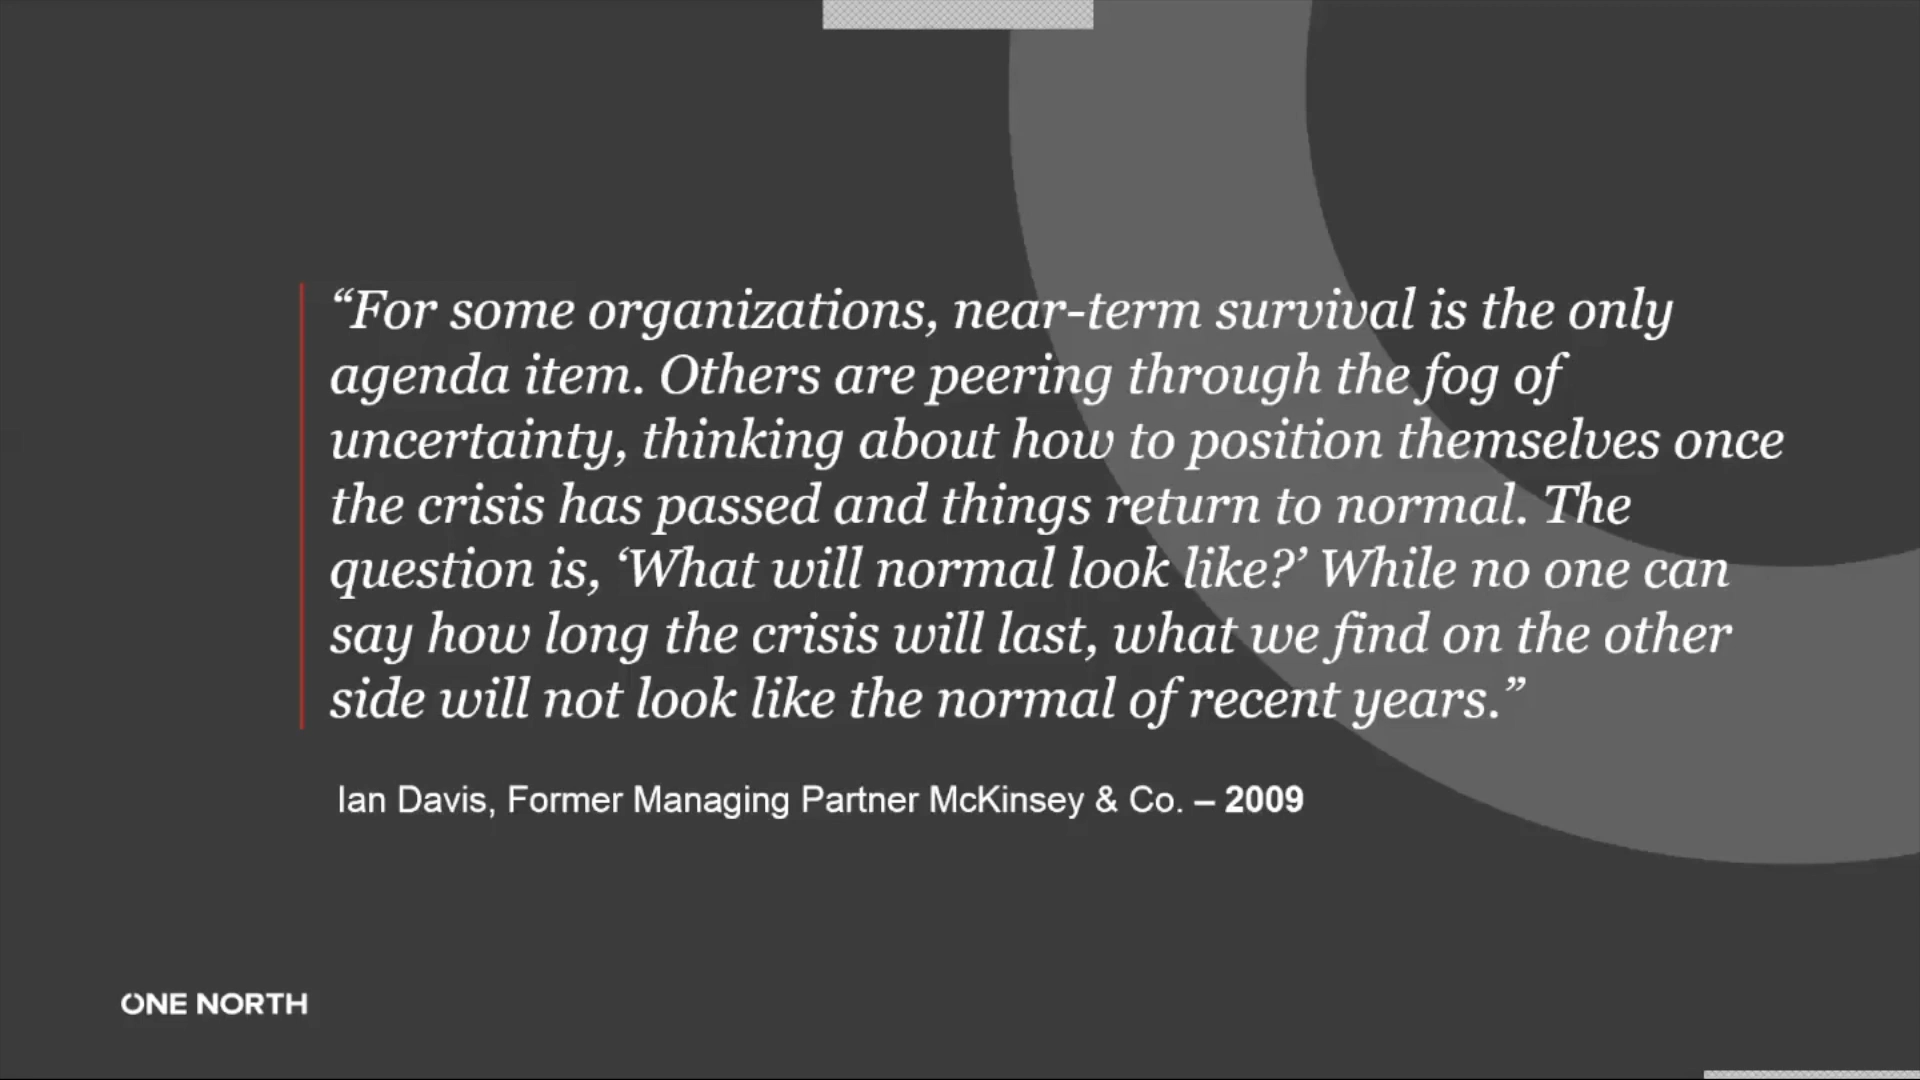 “For some organizations, near-term survival is the only
agenda item. Others are peering through the fog of
uncertainty, thinking about how to position themselves once
the crisis has passed and things return to normal. The
question is, ‘What will normal look like?’ While no one can
say how long the crisis will last, what we find on the other
side will not look like the normal of recent years.”
Ian Davis, Former Managing Partner McKinsey & Co. – 2009
ONE NORTH